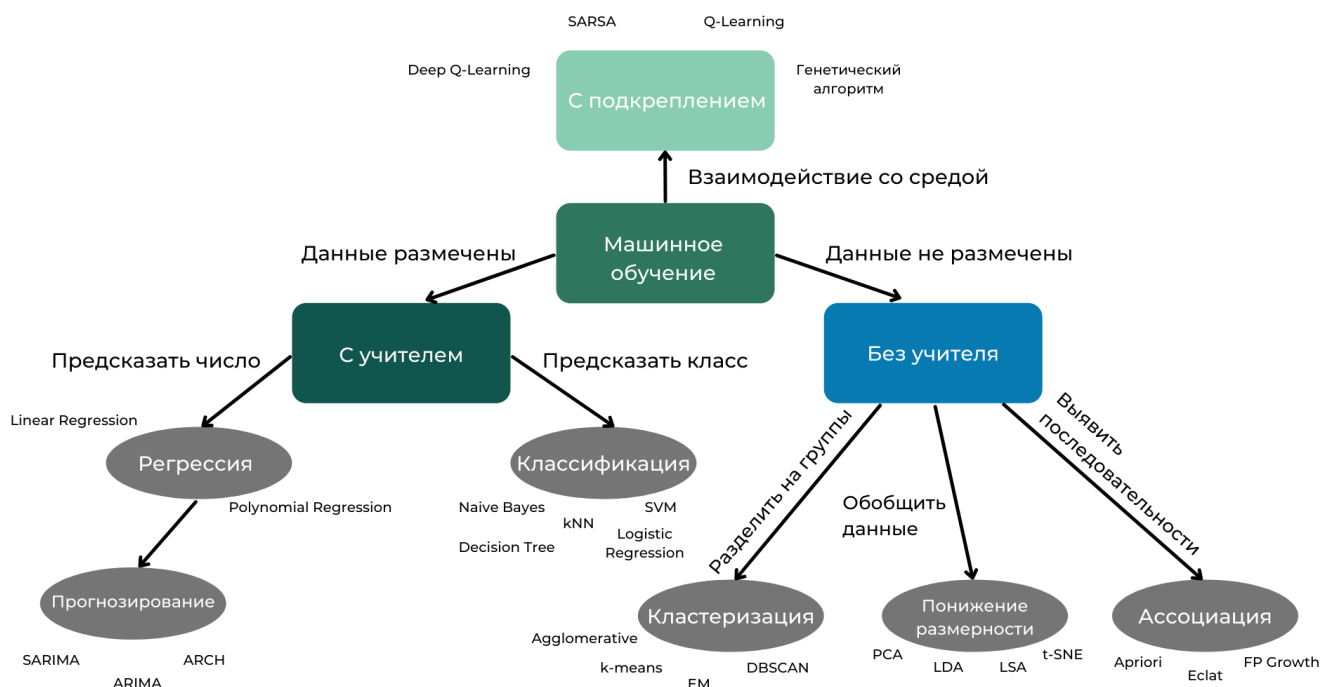 SARSA
Q-Learning
Deep Q-Learning
Генетический
алгоритм
С подкреплением
Взаимодействие со средой
Машинное
обучение
Данные размечены
Данные не размечены
С учителем
Без учителя
Предсказать число
Предсказать класс
Linear Regression
Регрессия
Polynomial Regression
Классификация
Naive Bayes
kNN
SVM
Decision Tree
Logistic
Regression
Прогнозирование
SARIMA
ARCH
ARIMA
Разделить на группы
Обобщить
данные
Выявить
последовательности
Кластеризация
Agglomerative
k-means
EM
DBSCAN
Понижение
размерности
PCA
LDA
LSA
t-SNE
Ассоциация
Apriori
Eclat
FP Growth